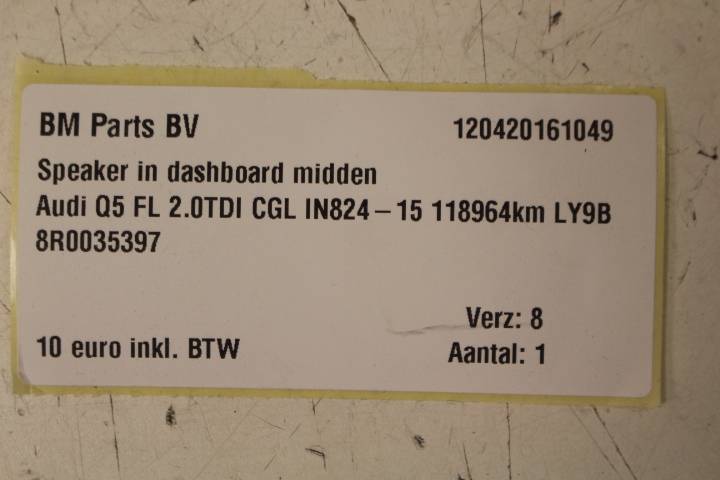 BM Parts BV 120420161049
Speaker in dashboard midden
Audi Q5 FL 2.0TDI CGL IN824-15 118964km LY9B
8R0035397
Verz: 8
10 euro inkl. BTW Aantal: 1